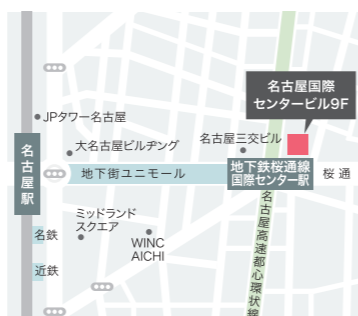 名古屋国際
センタービル9F
JPタワー名古屋
大名古屋ビルヂング
名古屋三交ビル
名古屋駅
地下街ユニモール
地下鉄桜通線
国際センター駅
桜通
ミッドランド
スクエア
名鉄
WINC
AICHI
近鉄
名古屋高速都心環状線